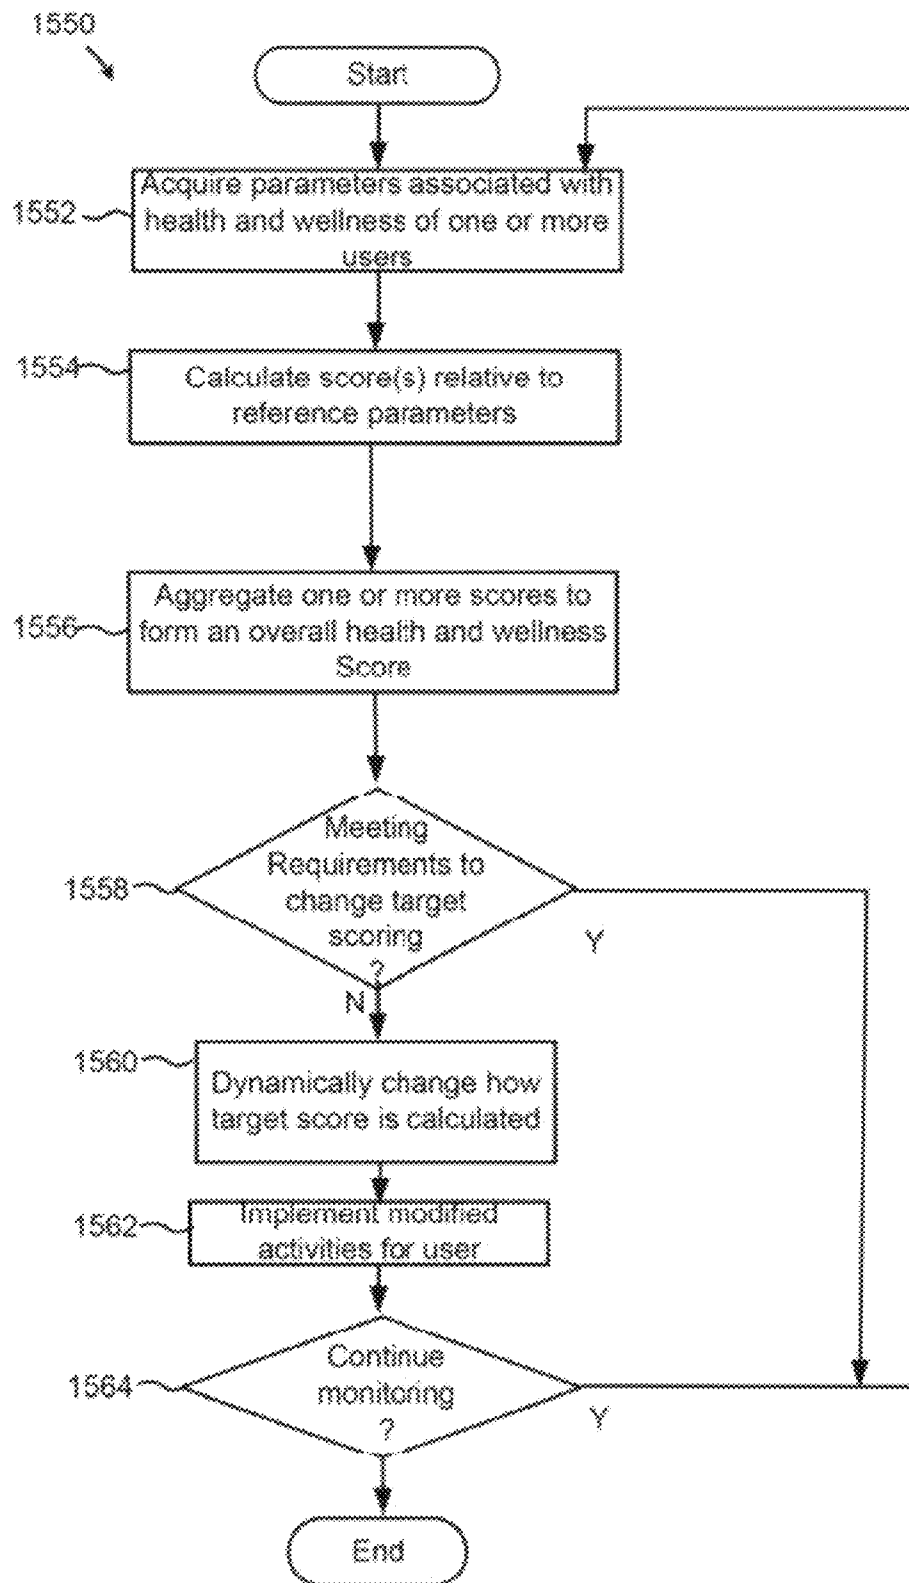 1550
Start
1552
Acquire parameters associated with
health and wellness of one or more
users
1554
Calculate score(s) relative to
reference parameters
1556
Aggregate one or more scores to
form an overall health and wellness
Score
1558
Meeting
Requirements to
change target
scoring
?
Y
N
1560
Dynamically change how
target score is calculated
1562
Implement modified
activities for user
1564
Continue
monitoring
?
Y
End